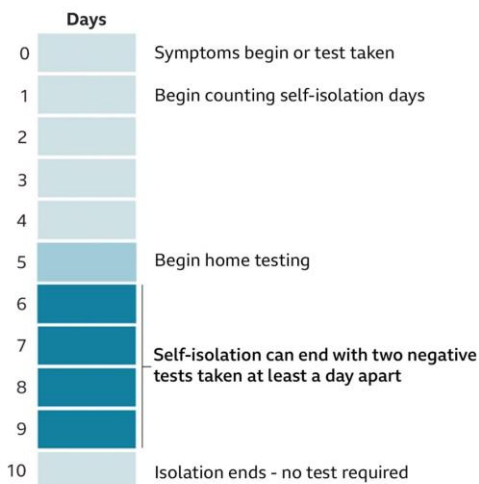 Days
0 Symptoms begin or test taken
1 Begin counting self-isolation days
2
3
4
5 Begin home testing
6
7
Self-isolation can end with two negative
tests taken at least a day apart
8
9
10 Isolation ends - no test required